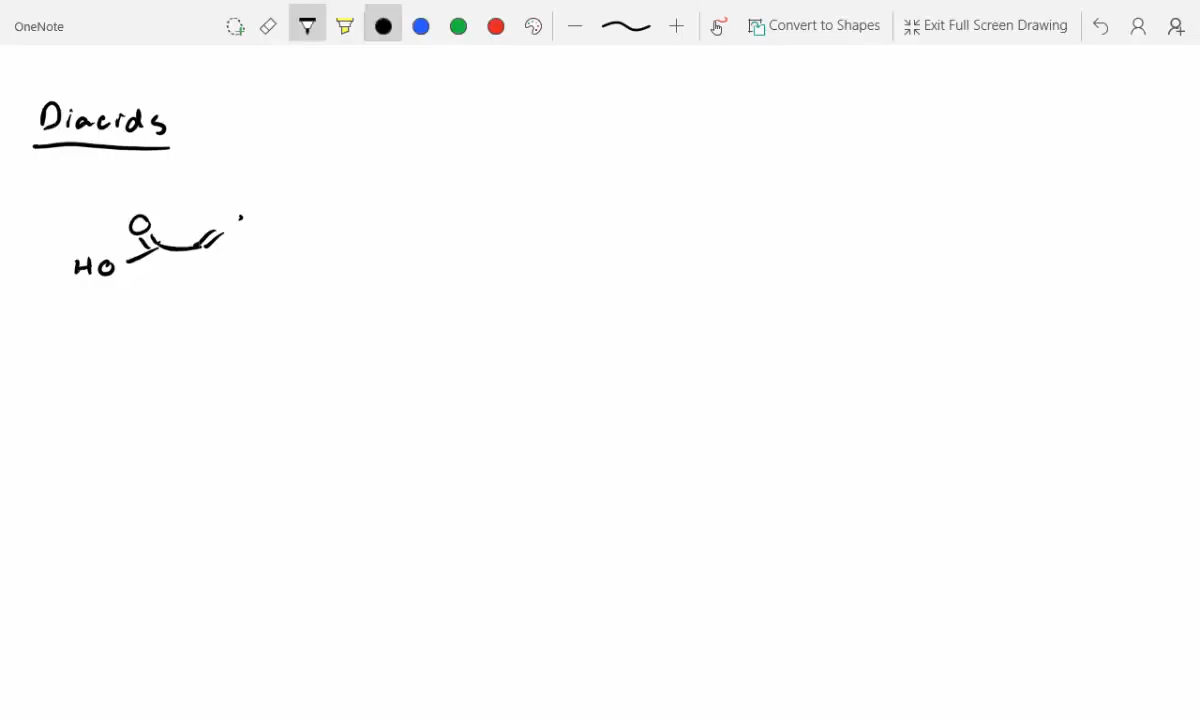 OneNote
Convert to Shapes
Exit Full Screen Drawing
Diacids
O
HO